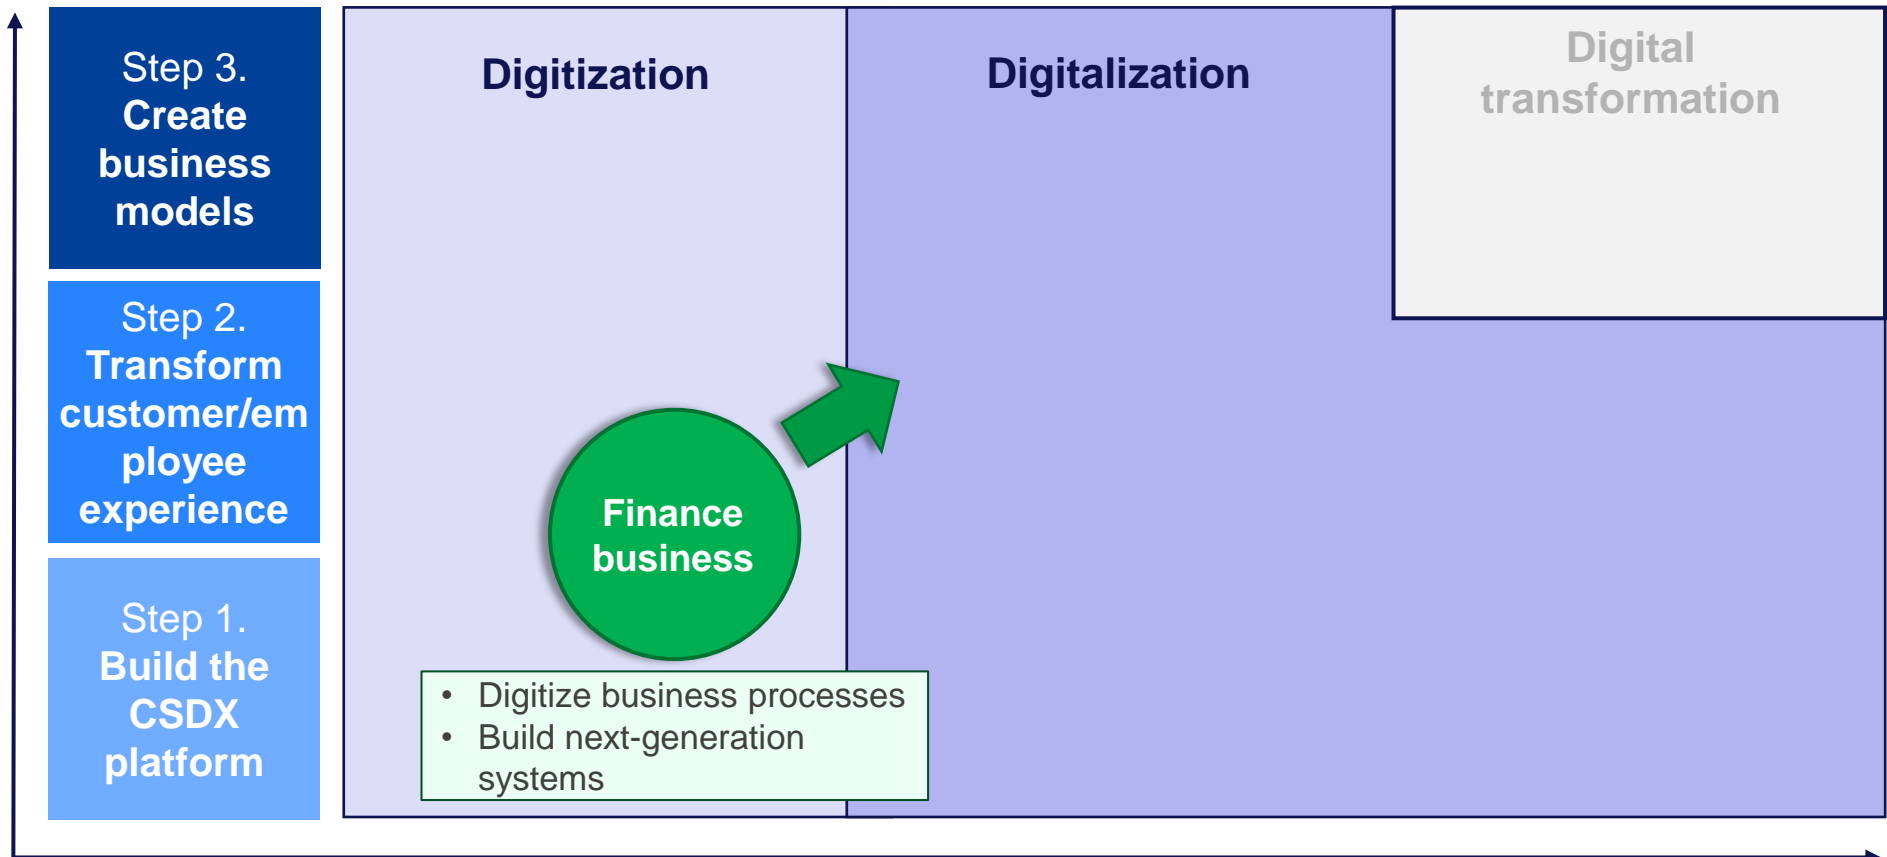 Step 3.
Create
business
models
Step 2.
Transform
customer/em
ployee
experience
Step 1.
Build the
CSDX
platform
Digitization
Digitalization
Digital
transformation
Finance
business
• Digitize business processes
• Build next-generation
systems